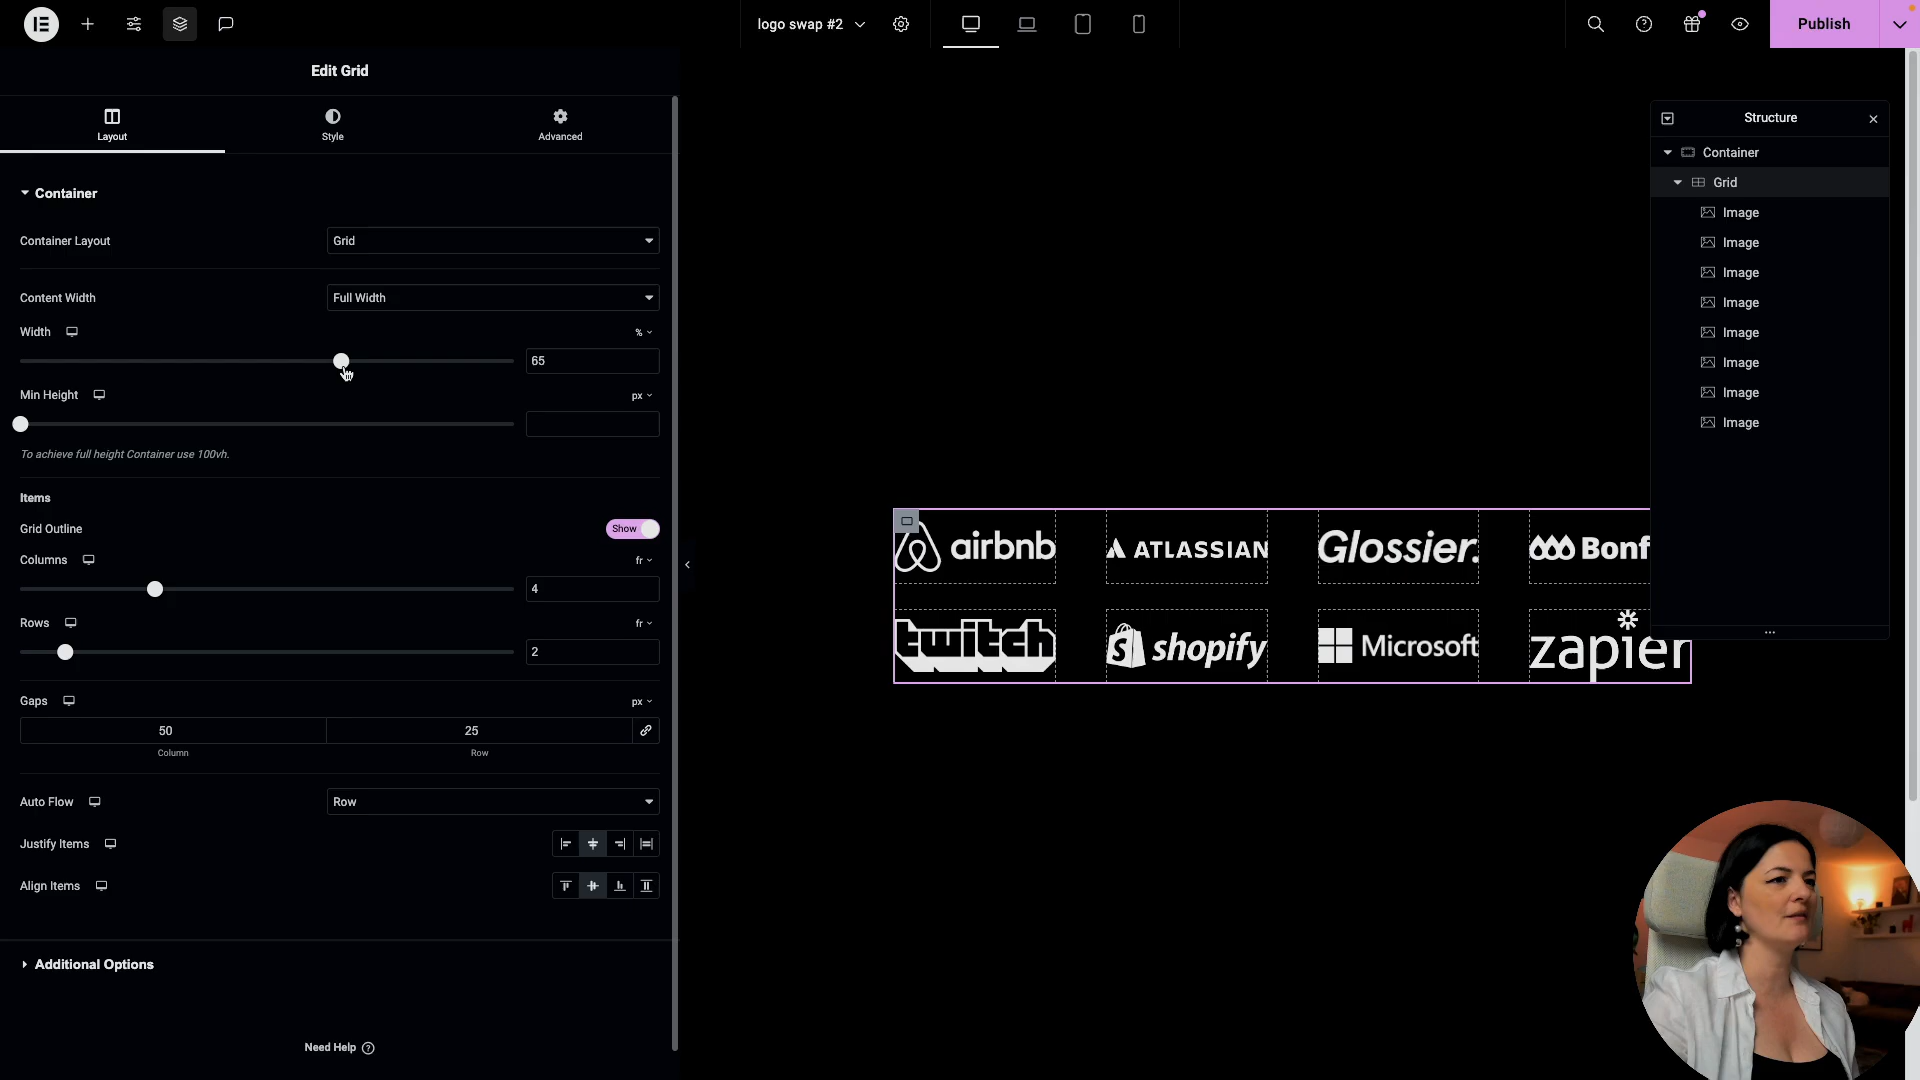 logo swap #2
Publish
Edit Grid
Layout
Style
Advanced
Structure
Container
Grid
Image
Image
Image
Image
Image
Image
Image
Image
Container
Container Layout
Grid
Content Width
Full Width
Width
%
65
Min Height
px
To achieve full height Container use 100vh.
Items
Grid Outline
Show
Columns
fr
4
Rows
fr
2
Gaps
px
50
25
Column
Row
Auto Flow
Row
Justify Items
Align Items
Additional Options
Need Help
airbnb
ATLASSIAN
Glossier.
Bonf
twitch
shopify
Microsoft
zapier